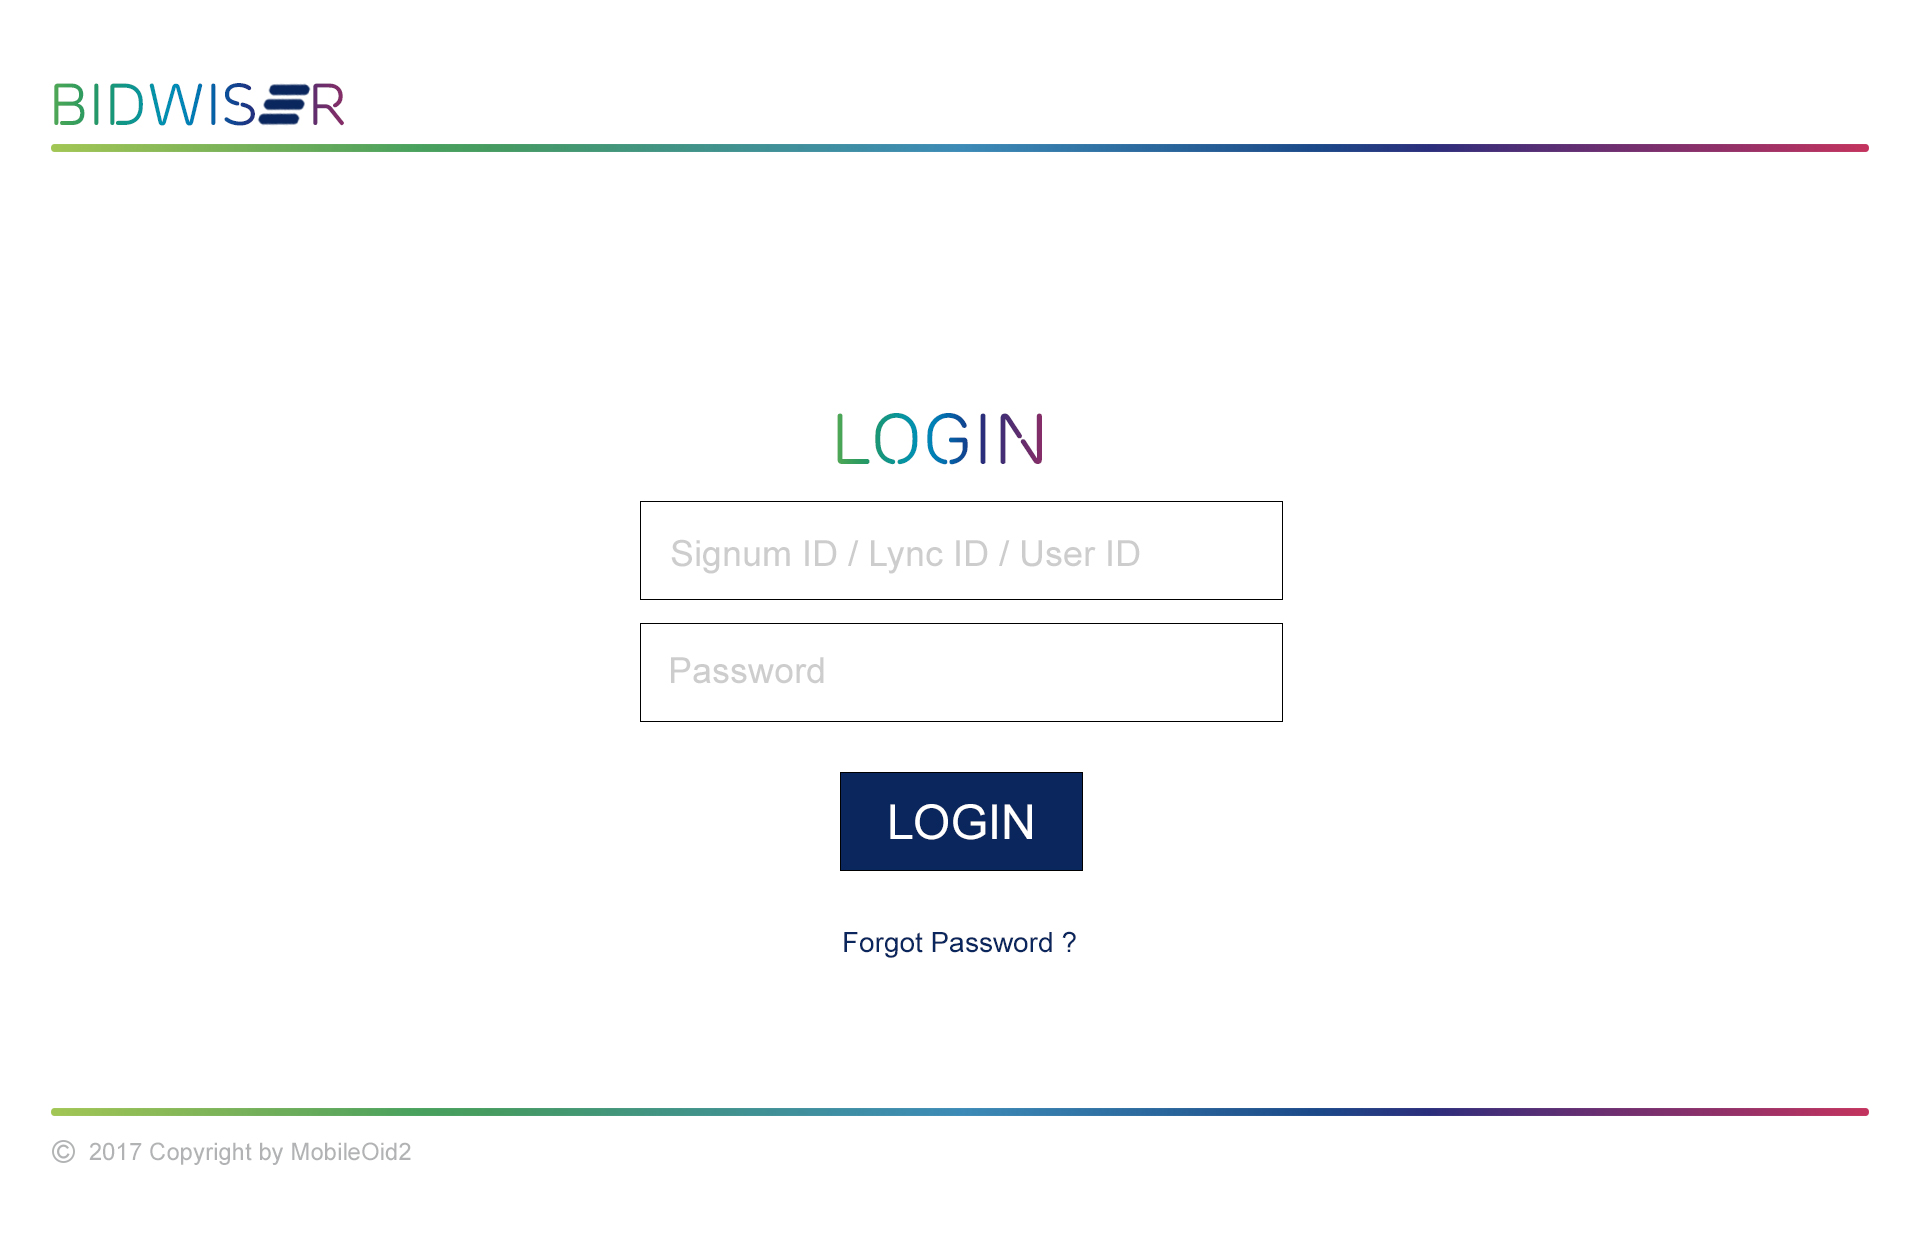 BIDWISER
LOGIN
Signum ID / Lync ID / User ID
Password
LOGIN
Forgot Password ?
© 2017 Copyright by MobileOid2